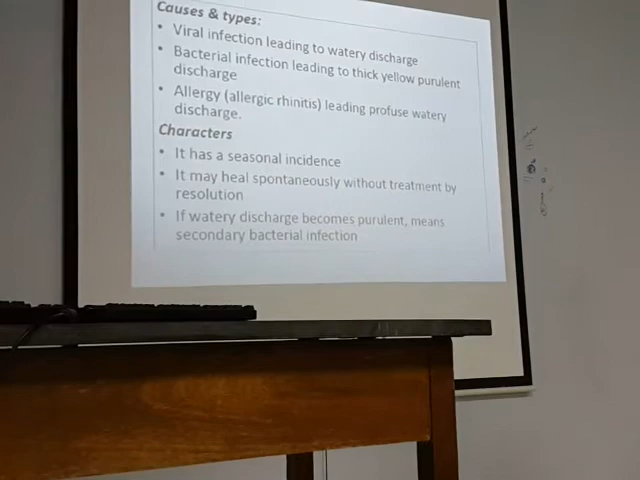 Causes & types:
• Viral infection leading to watery discharge
• Bacterial infection leading to thick yellow purulent
discharge
• Allergy (allergic rhinitis) leading profuse watery
discharge.
Characters
• It has a seasonal incidence
• It may heal spontaneously without treatment by
resolution
• If watery discharge becomes purulent, means
secondary bacterial infection